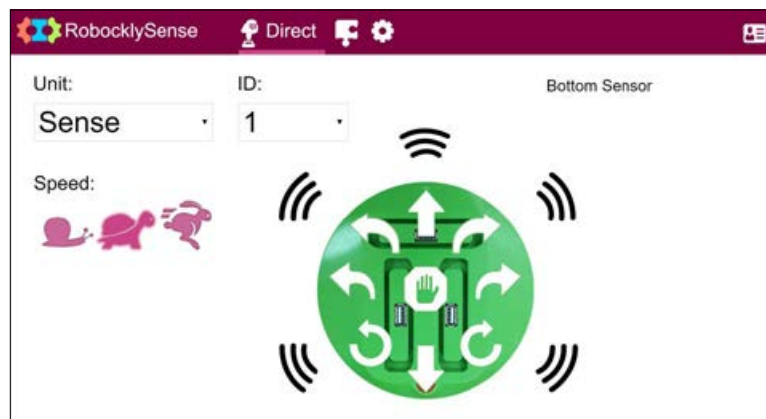 RobocklySense
Direct
Unit:
ID:
Bottom Sensor
Sense
1
Speed: